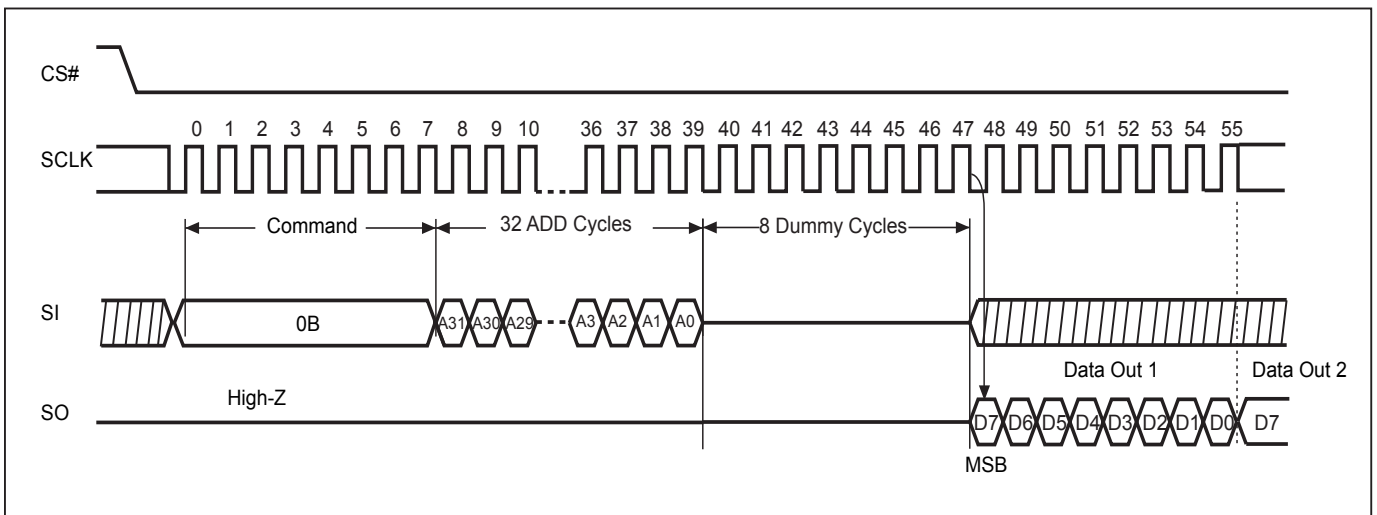 CS#
0 1 2 3 4 5 6 7 8 9 10 36 37 38 39 40 41 42 43 44 45 46 47 48 49 50 51 52 53 54 55
SCLK
Command 32 ADD Cycles 8 Dummy Cycles
SI 0B A31 A30 A29 A3 A2 A1 A0
Data Out 1 Data Out 2
High-Z
SO D7 D6 D5 D4 D3 D2 D1 D0 D7
MSB